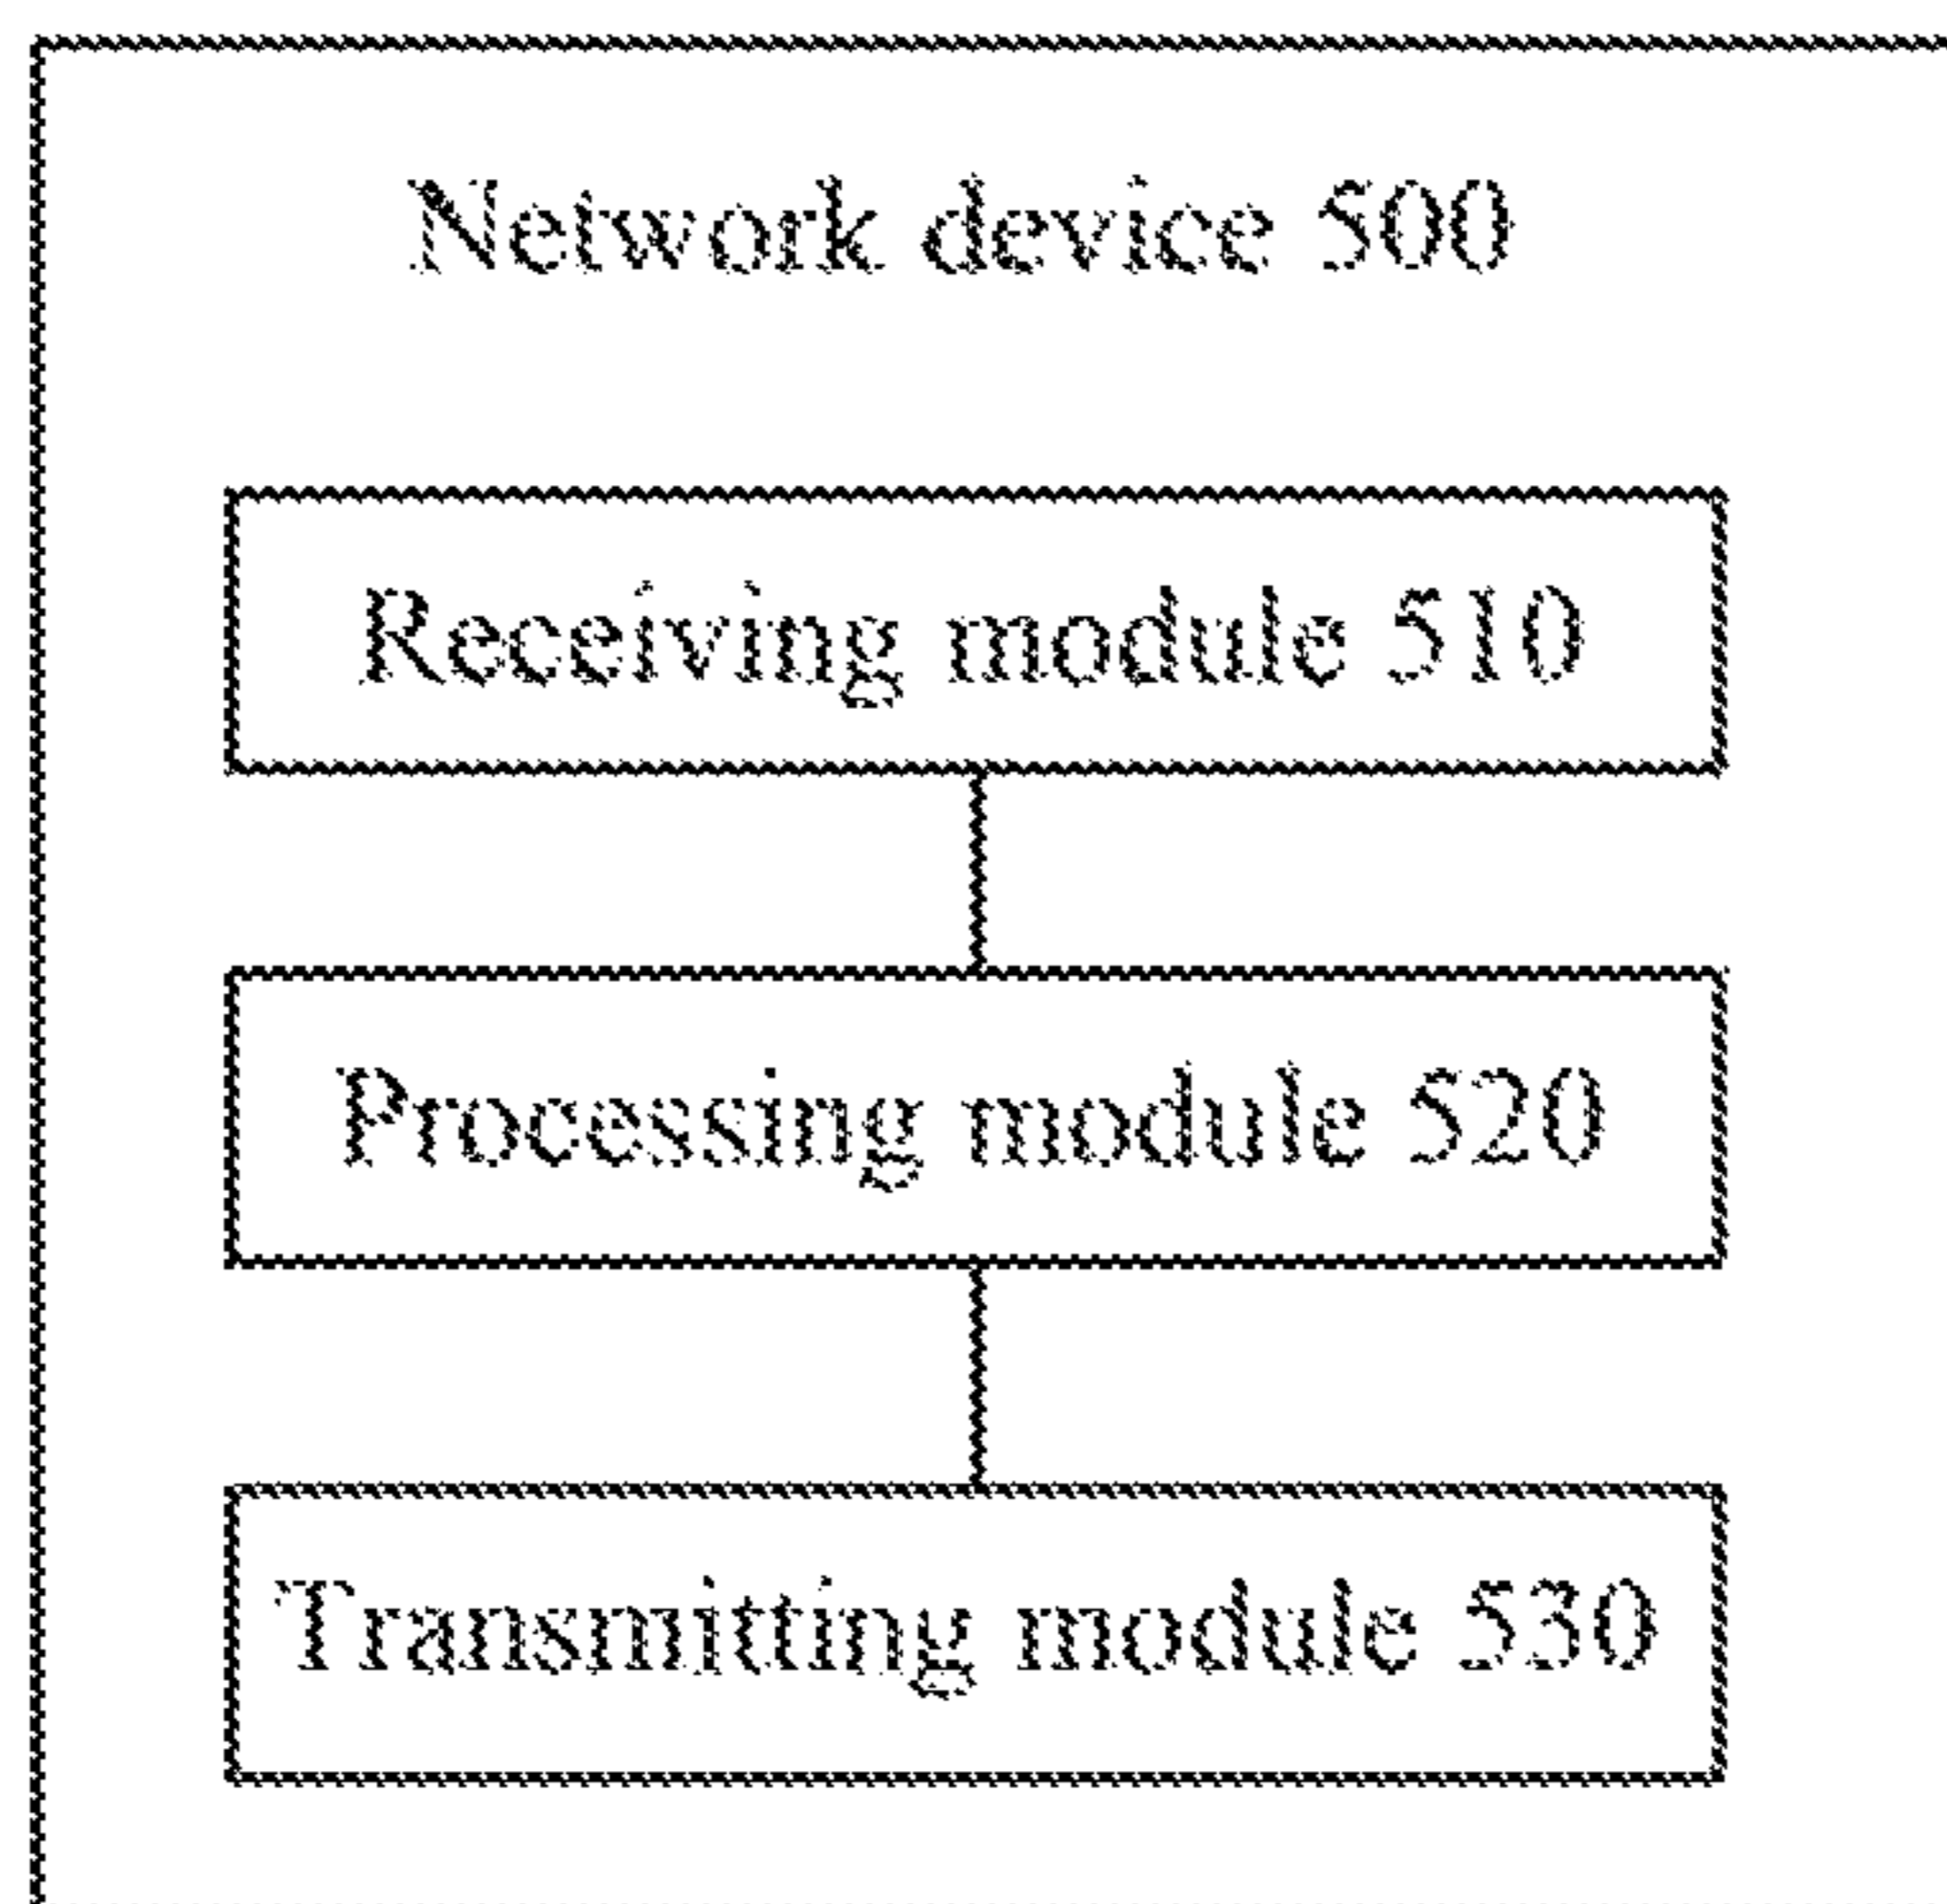 Network device 500
Receiving module 510
Processing module 520
Transmitting module 530